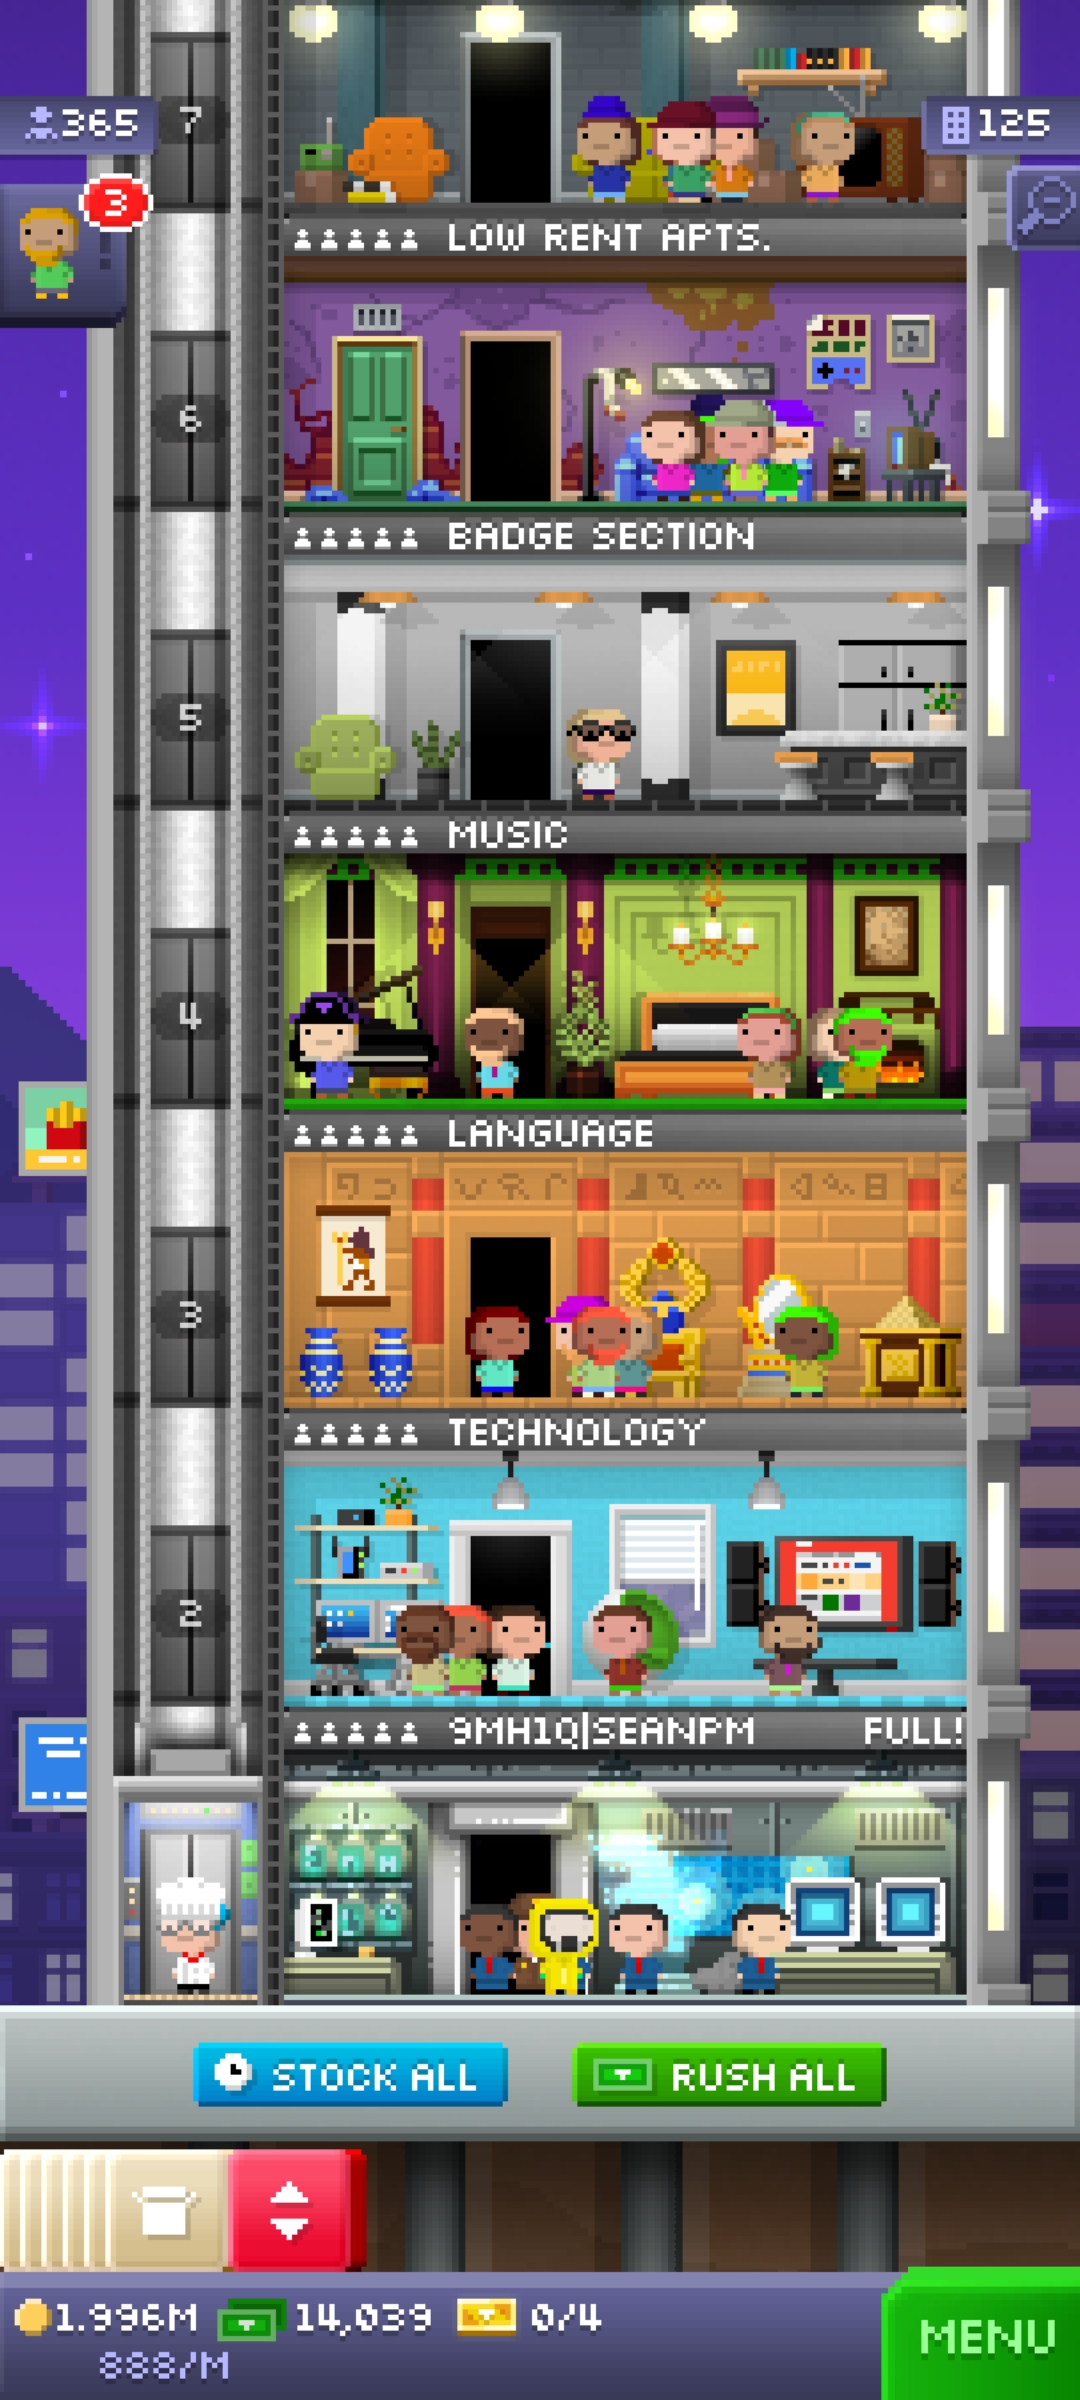 7
365
125
3
LOW RENT APTS.
6
BADGE SECTION
5
MUSIC
4
LANGUAGE
3
TECHNOLOGY
2
9MH1Q|SEANPM FULL!
STOCK ALL
RUSH ALL
1.996M 14,039 0/4
888/M
MENU